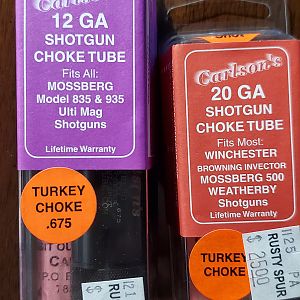 Carlson's
12 GA
SHOTGUN
CHOKE TUBE
Fits All:
MOSSBERG
Model 835 & 935
Ulti Mag
Shotguns
Lifetime Warranty
TURKEY
CHOKE
.675
Carlson's
20 GA
SHOTGUN
CHOKE TUBE
Fits Most:
WINCHESTER
BROWNING INVECTOR
MOSSBERG 500
WEATHERBY
Shotguns
Lifetime Warranty
TURKEY
CHOKE
RUSTY SPUR
$